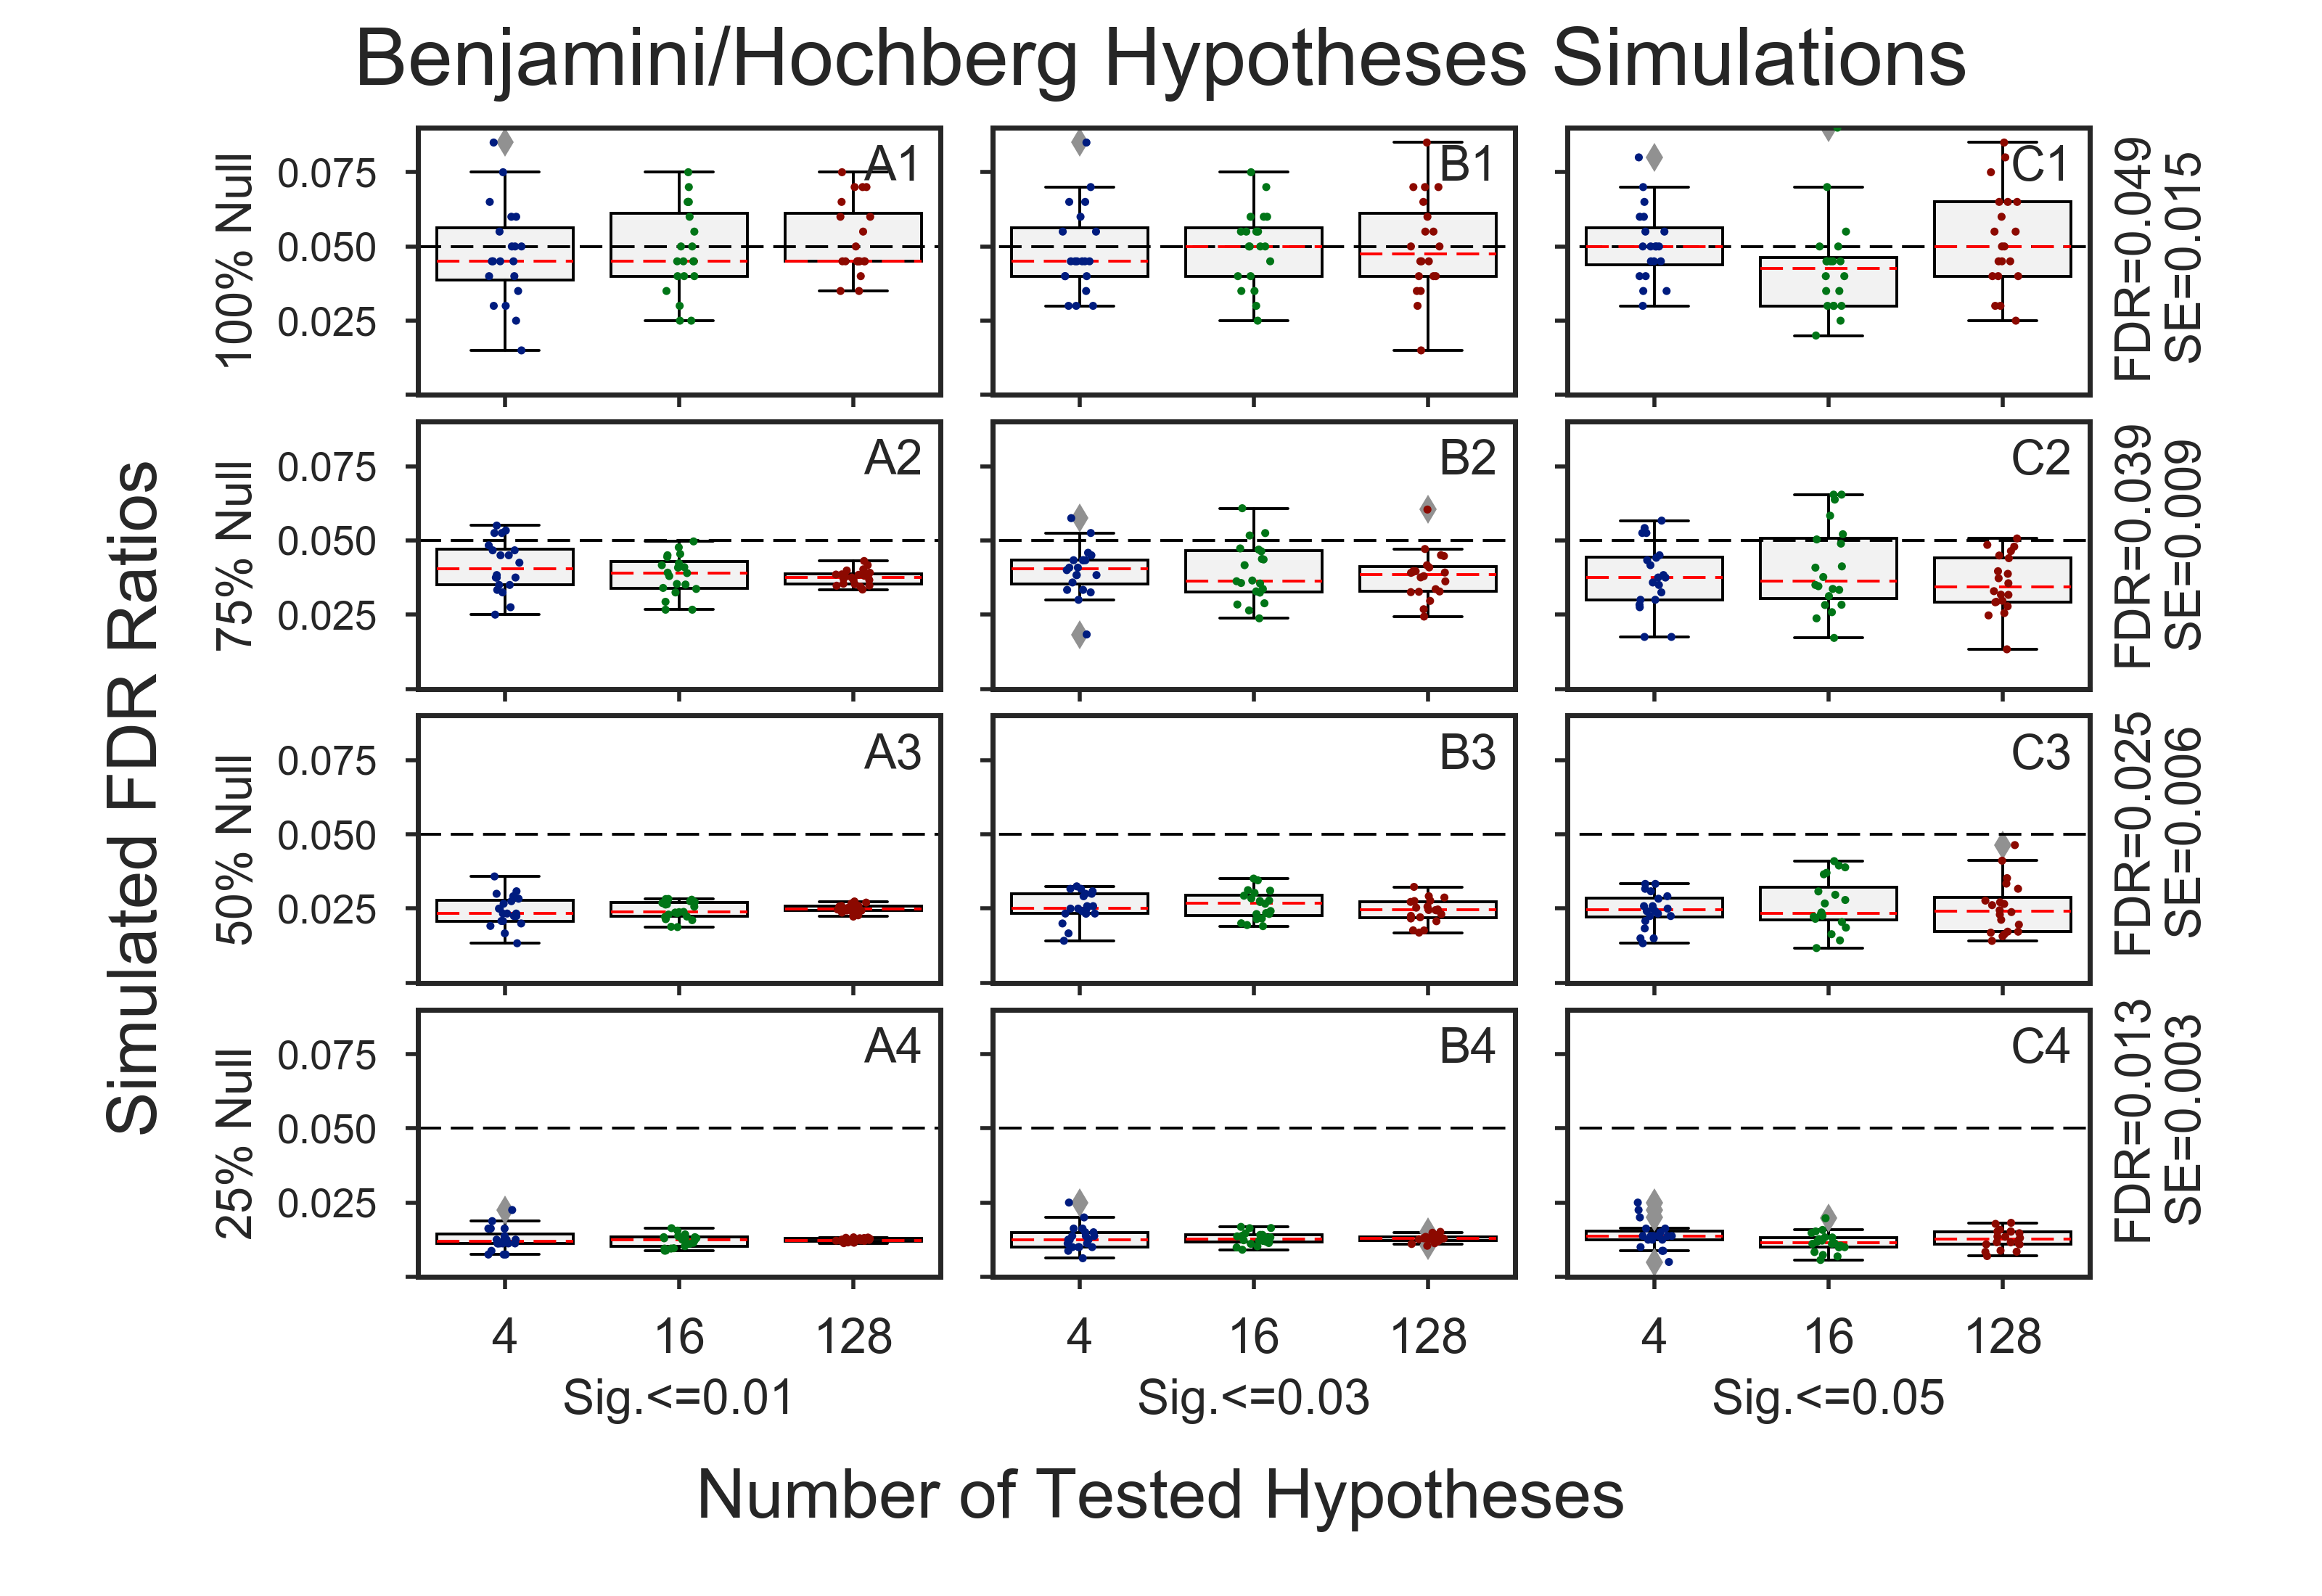 Benjamini/Hochberg Hypotheses Simulations
Simulated FDR Ratios
100% Null
0.075
0.050
0.025
A1
B1
C1
FDR=0.049
SE=0.015
75% Null
0.075
0.050
0.025
A2
B2
C2
FDR=0.039
SE=0.009
50% Null
0.075
0.050
0.025
A3
B3
C3
FDR=0.025
SE=0.006
25% Null
0.075
0.050
0.025
A4
B4
C4
FDR=0.013
SE=0.003
4 16 128
4 16 128
4 16 128
Sig.<=0.01
Sig.<=0.03
Sig.<=0.05
Number of Tested Hypotheses